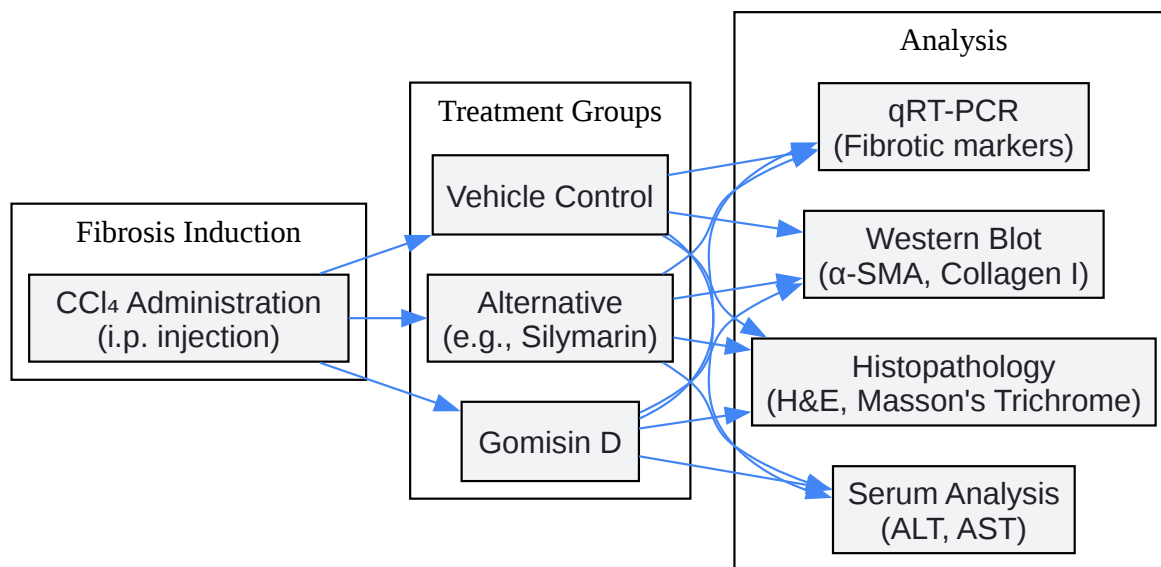 Fibrosis Induction
CCl₄ Administration
(i.p. injection)
Treatment Groups
Vehicle Control
Alternative
(e.g., Silymarin)
Gomisin D
Analysis
qRT-PCR
(Fibrotic markers)
Western Blot
(α-SMA, Collagen I)
Histopathology
(H&E, Masson's Trichrome)
Serum Analysis
(ALT, AST)